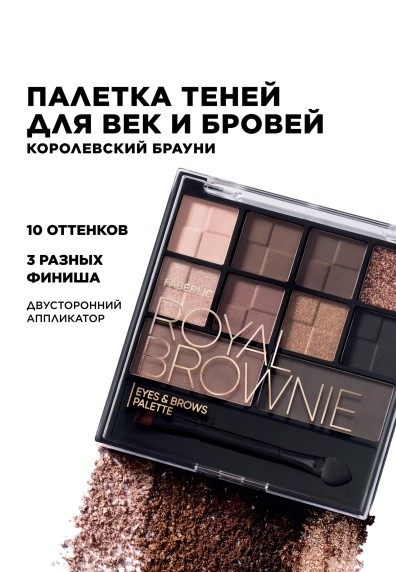 ПАЛЕТКА ТЕНЕЙ
ДЛЯ ВЕК И БРОВЕЙ
КОРОЛЕВСКИЙ БРАУНИ
10 ОТТЕНКОВ
3 РАЗНЫХ
ФИНИША
ДВУСТОРОННИЙ
АППЛИКАТОР
FABERLIC
ROYAL
BROWNIE
EYES & BROWS
PALETTE